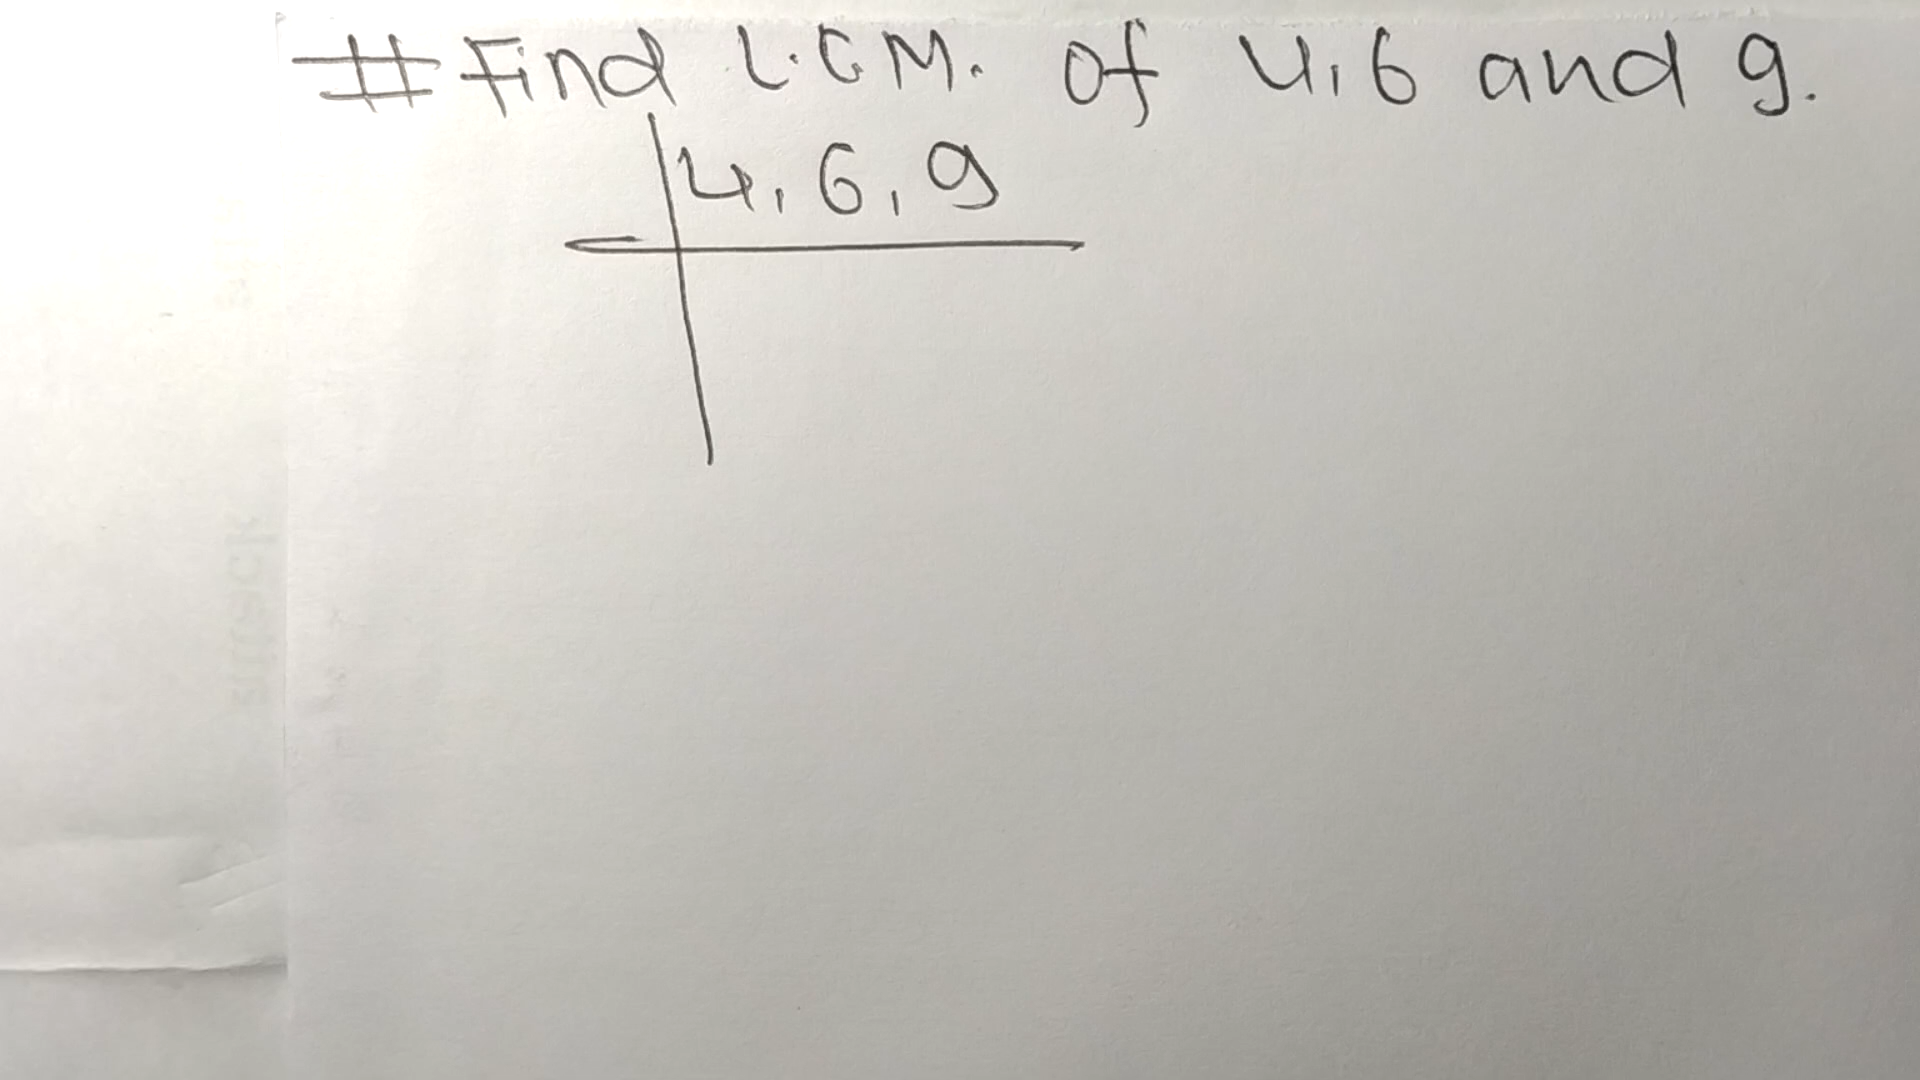 # Find L.C.M. of 4, 6 and 9.
4, 6, 9